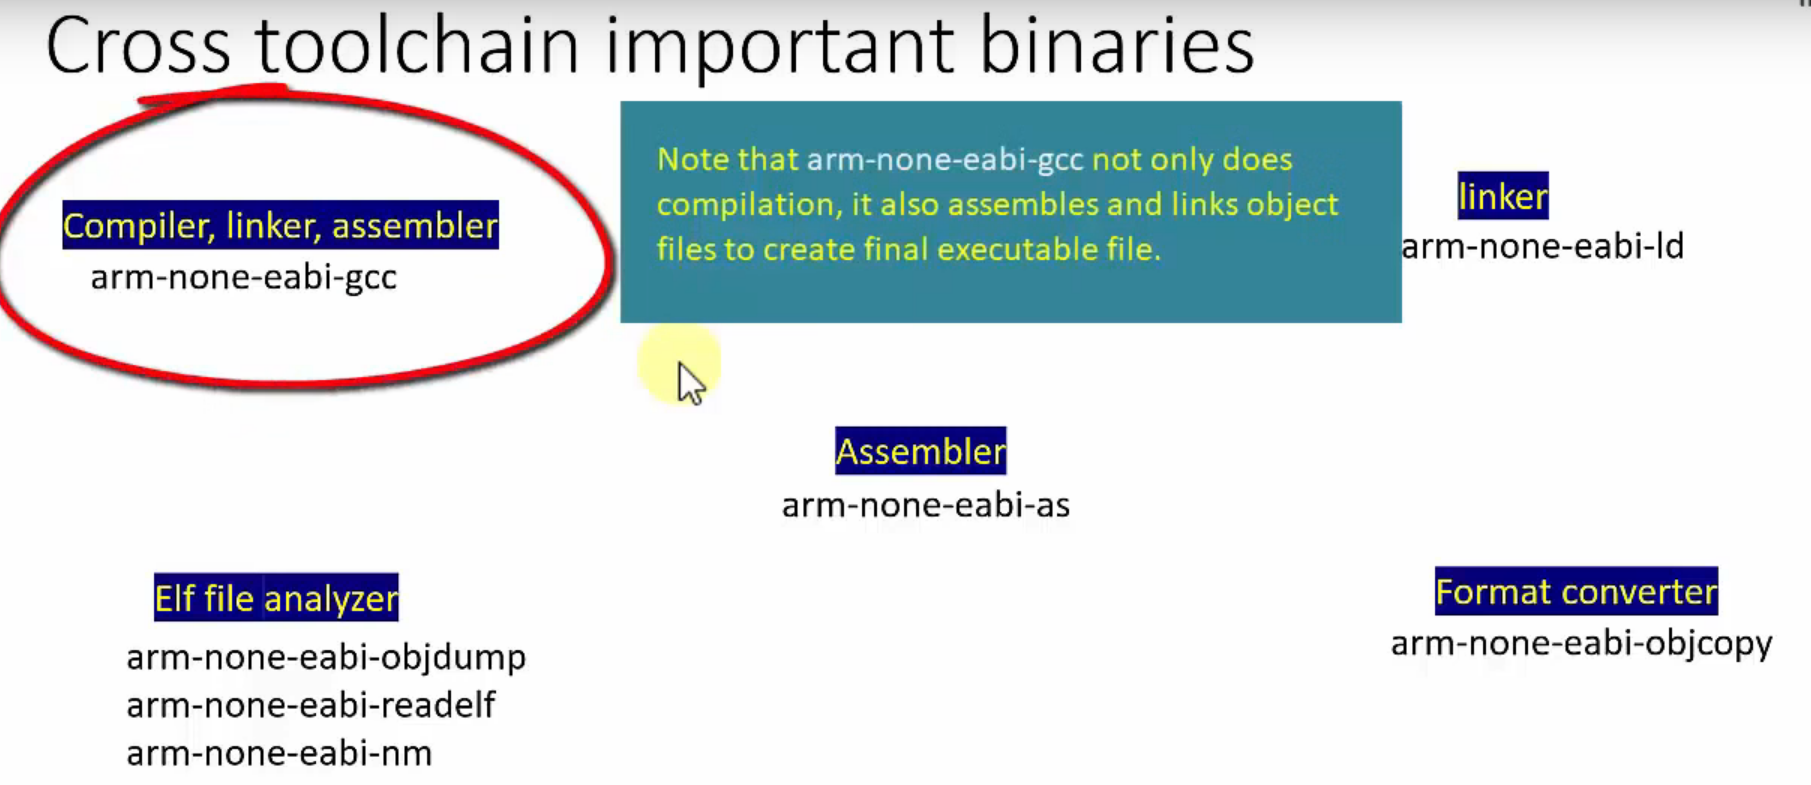 Cross toolchain important binaries
Compiler, linker, assembler
arm-none-eabi-gcc
Note that arm-none-eabi-gcc not only does
compilation, it also assembles and links object
files to create final executable file.
linker
arm-none-eabi-ld
Assembler
arm-none-eabi-as
Elf file analyzer
arm-none-eabi-objdump
arm-none-eabi-readelf
arm-none-eabi-nm
Format converter
arm-none-eabi-objcopy